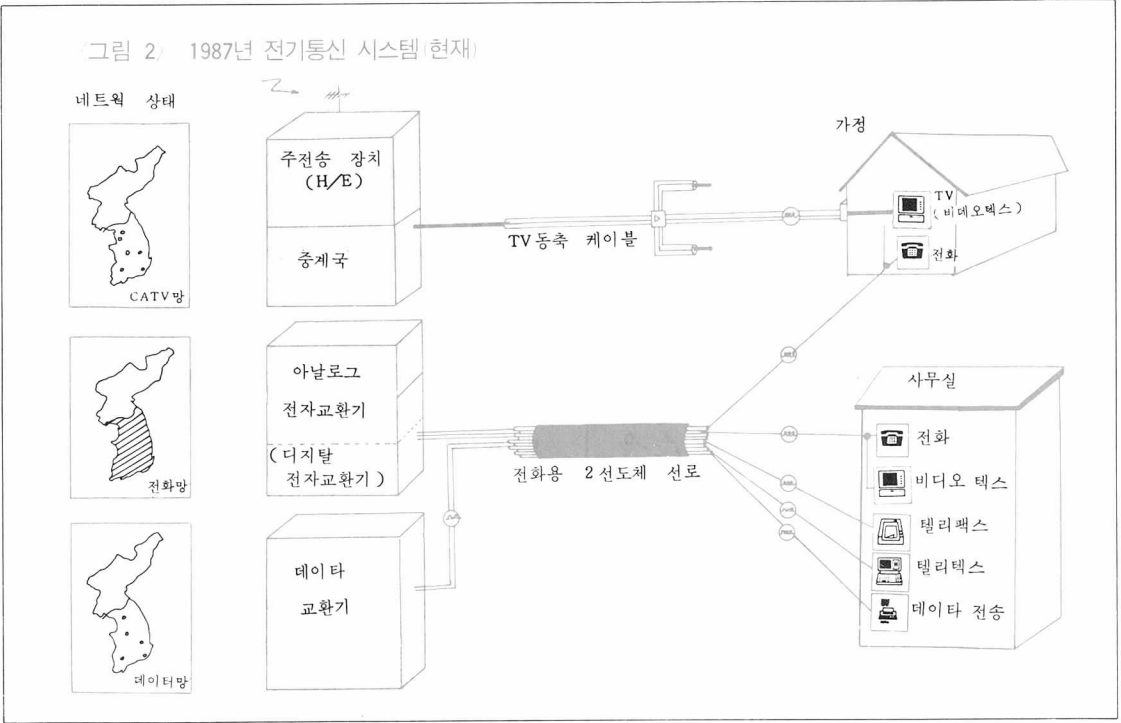 그림 2 1987년 전기통신 시스템(현재)
네트웍 상태
CATV망
전화망
데이터망
주전송 장치
(H/E)
중계국
아날로그
전자교환기
(디지탈
전자교환기)
데이타
교환기
TV동축 케이블
전화용 2선도체 선로
가정
TV
(비데오텍스)
전화
사무실
전화
비디오 텍스
텔리팩스
텔리텍스
데이타 전송